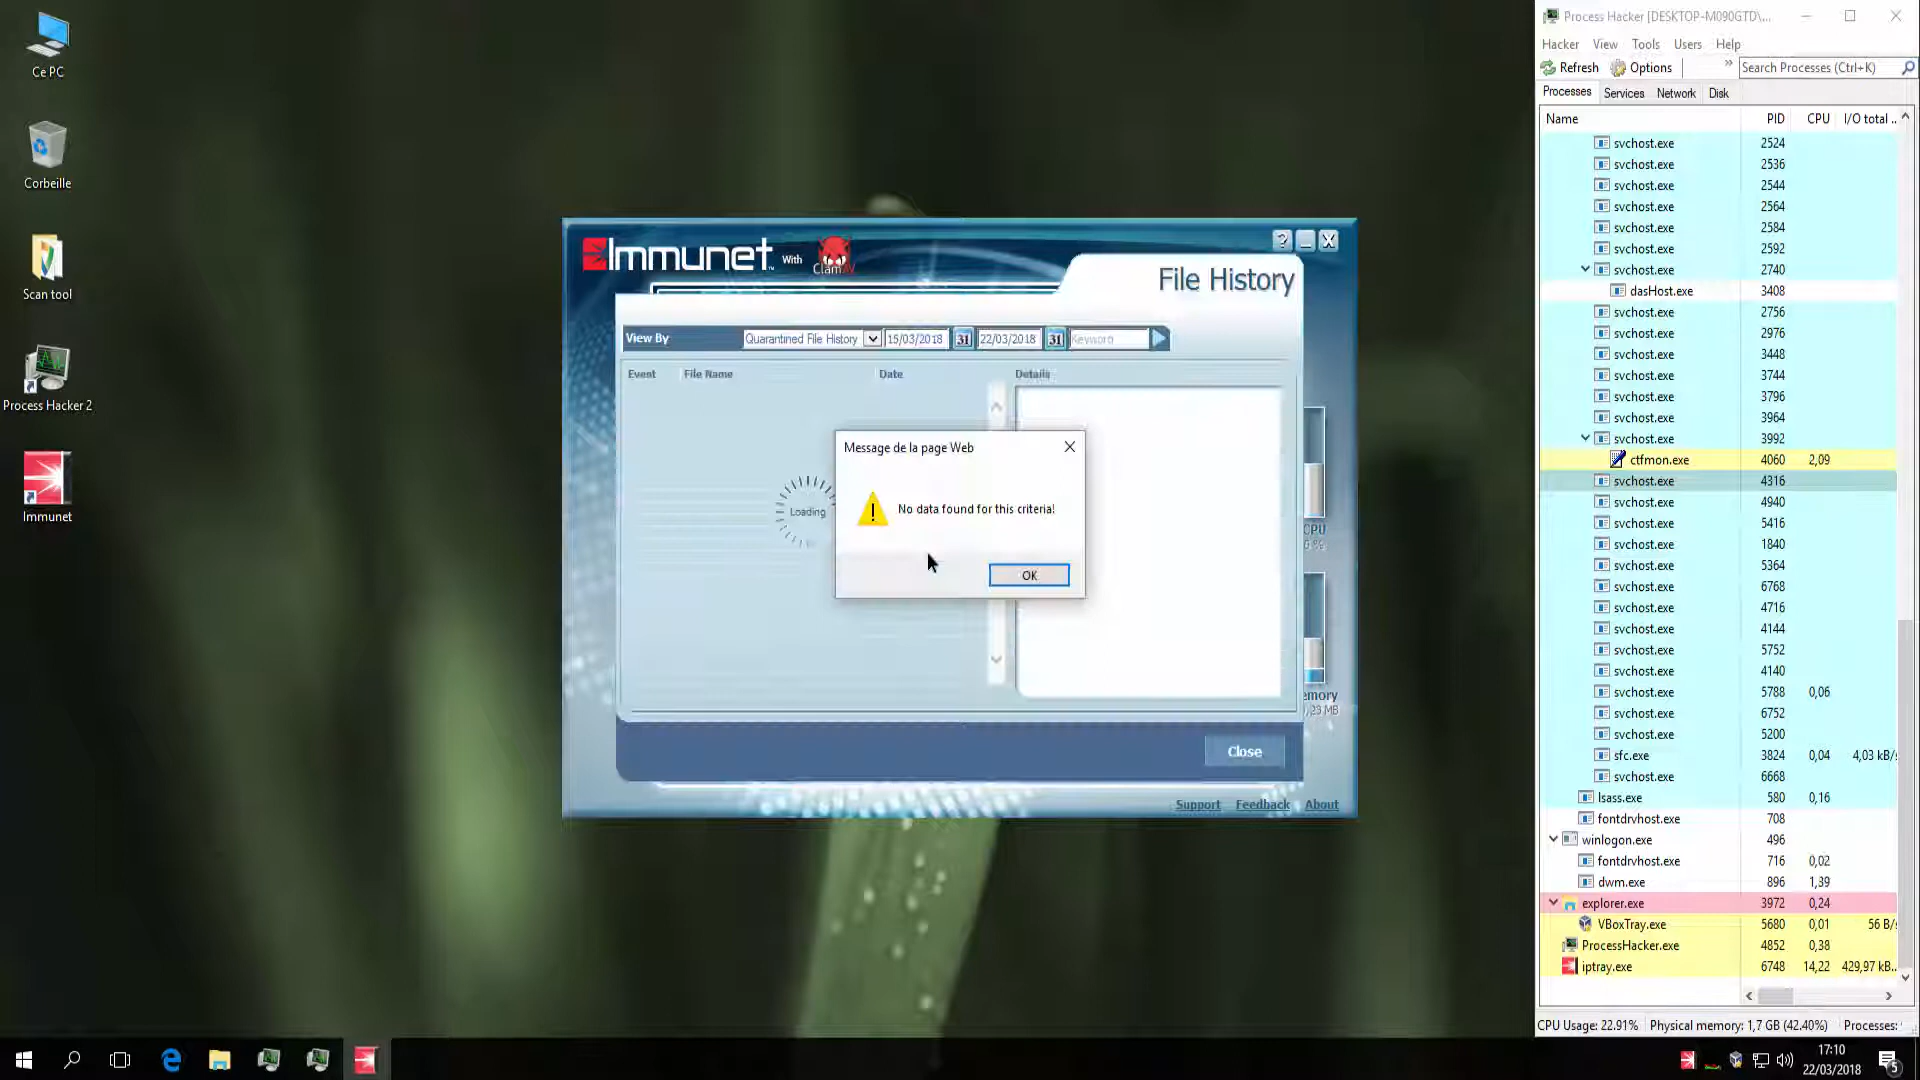 Ce PC
Corbeille
Scan tool
Process Hacker 2
Immunet
Immunet With ClamAV
? _ X
File History
View By Quarantined File History 15/03/2018 31 22/03/2018 31 Keyword
Event File Name Date Details
Loading
Message de la page Web
No data found for this criteria!
OK
CPU
emory
,23 MB
Close
Support Feedback About
Process Hacker [DESKTOP-M090GTD\...
Hacker View Tools Users Help
Refresh Options » Search Processes (Ctrl+K)
Processes Services Network Disk
Name PID CPU I/O total ...
svchost.exe 2524
svchost.exe 2536
svchost.exe 2544
svchost.exe 2564
svchost.exe 2584
svchost.exe 2592
svchost.exe 2740
dasHost.exe 3408
svchost.exe 2756
svchost.exe 2976
svchost.exe 3448
svchost.exe 3744
svchost.exe 3796
svchost.exe 3964
svchost.exe 3992
ctfmon.exe 4060 2,09
svchost.exe 4316
svchost.exe 4940
svchost.exe 5416
svchost.exe 1840
svchost.exe 5364
svchost.exe 6768
svchost.exe 4716
svchost.exe 4144
svchost.exe 5752
svchost.exe 4140
svchost.exe 5788 0,06
svchost.exe 6752
svchost.exe 5200
sfc.exe 3824 0,04 4,03 kB/s
svchost.exe 6668
lsass.exe 580 0,16
fontdrvhost.exe 708
winlogon.exe 496
fontdrvhost.exe 716 0,02
dwm.exe 896 1,39
explorer.exe 3972 0,24
VBoxTray.exe 5680 0,01 56 B/s
ProcessHacker.exe 4852 0,38
iptray.exe 6748 14,22 429,97 kB...
CPU Usage: 22.91% Physical memory: 1,7 GB (42.40%) Processes:
17:10
22/03/2018
5